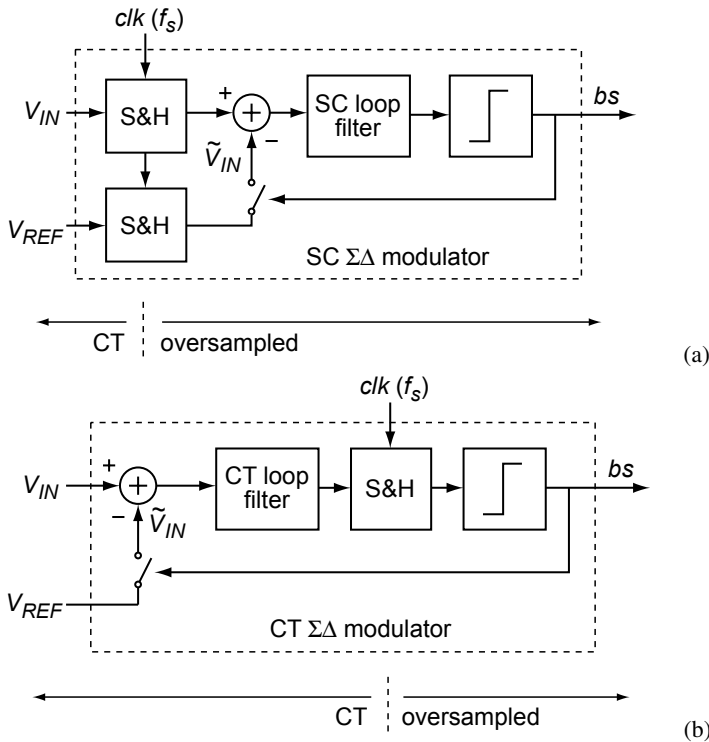 clk (fs)
VIN
S&H
+
+
−
ṼIN
SC loop
filter
bs
VREF
S&H
SC ΣΔ modulator
CT
oversampled
(a)
clk (fs)
VIN
+
+
−
ṼIN
CT loop
filter
S&H
bs
VREF
CT ΣΔ modulator
CT
oversampled
(b)